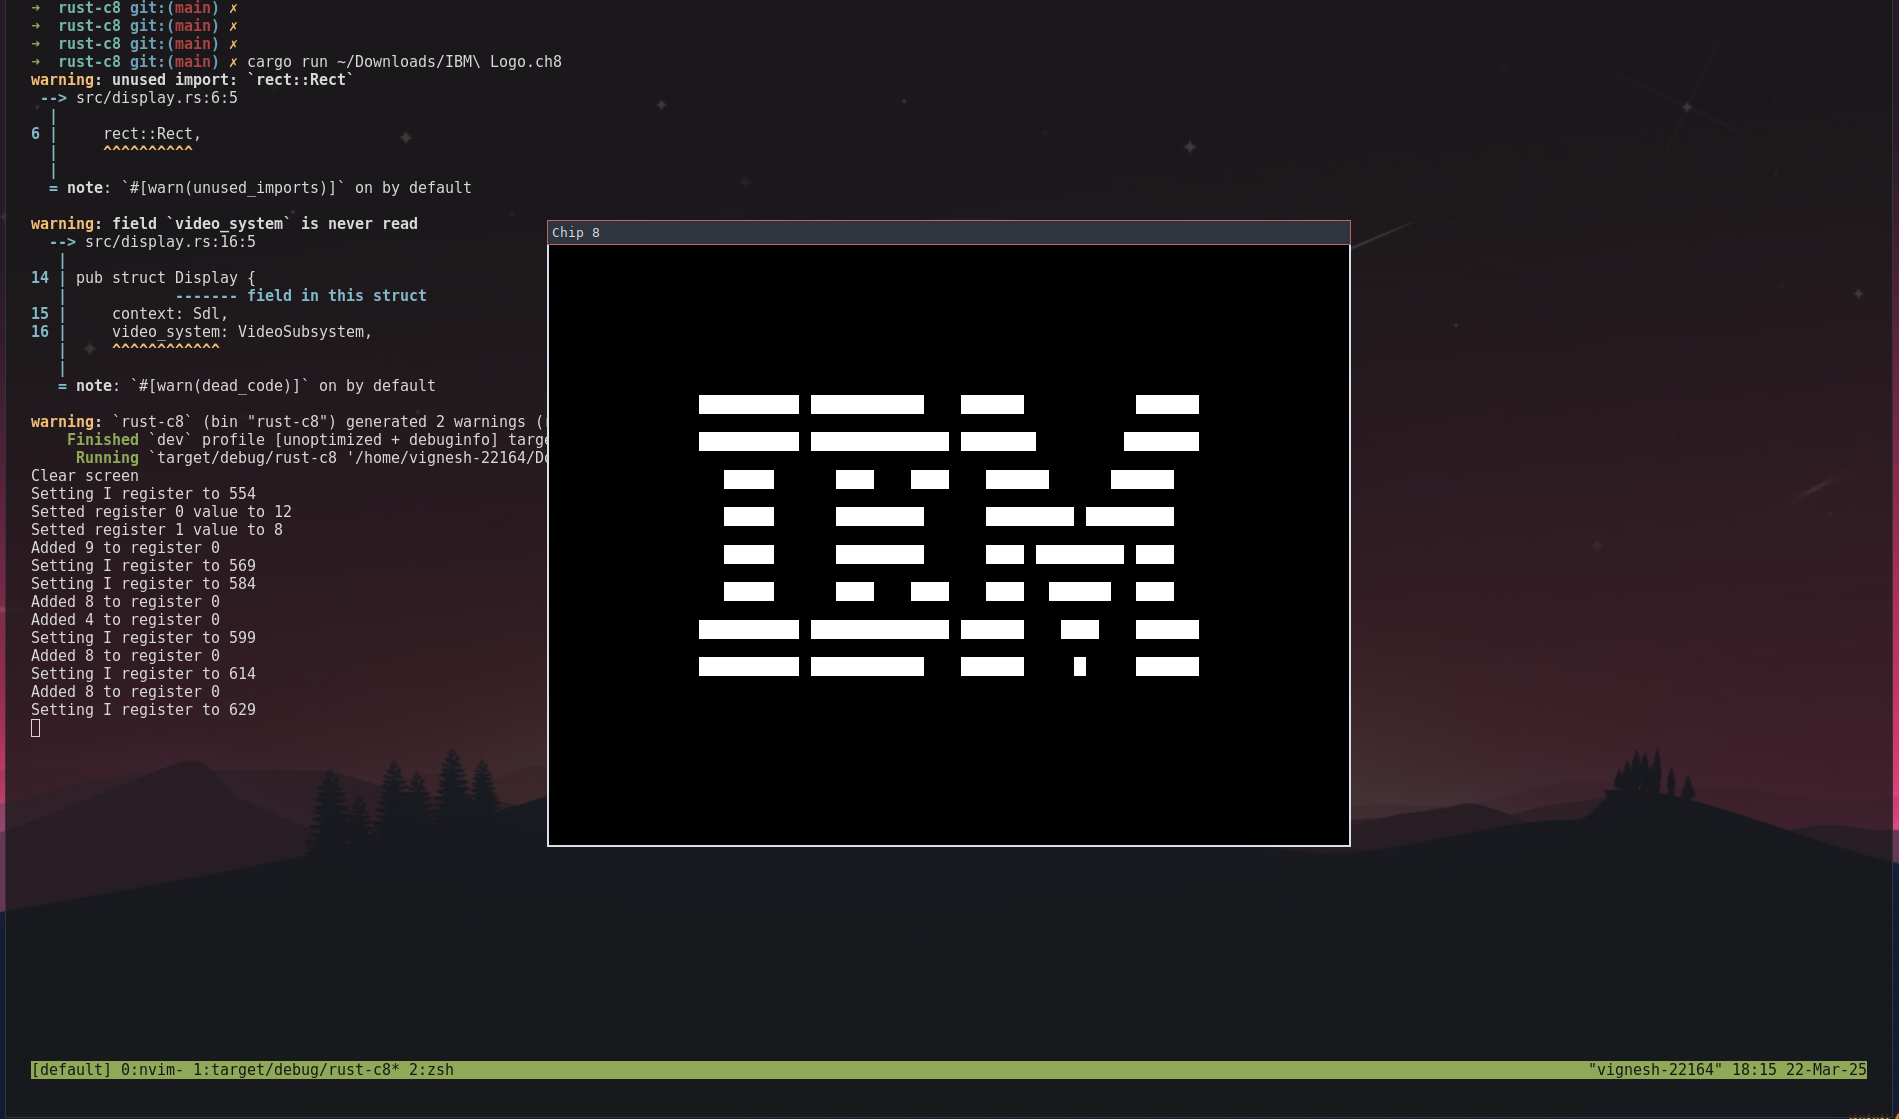 ➜  rust-c8 git:(main) ✗
➜  rust-c8 git:(main) ✗
➜  rust-c8 git:(main) ✗
➜  rust-c8 git:(main) ✗ cargo run ~/Downloads/IBM\ Logo.ch8
warning: unused import: `rect::Rect`
 --> src/display.rs:6:5
  |
6 |     rect::Rect,
  |     ^^^^^^^^^^
  |
  = note: `#[warn(unused_imports)]` on by default
warning: field `video_system` is never read
  --> src/display.rs:16:5
   |
14 | pub struct Display {
   |            ------- field in this struct
15 |     context: Sdl,
16 |     video_system: VideoSubsystem,
   |     ^^^^^^^^^^^^
   |
   = note: `#[warn(dead_code)]` on by default
warning: `rust-c8` (bin "rust-c8") generated 2 warnings (
    Finished `dev` profile [unoptimized + debuginfo] targe
     Running `target/debug/rust-c8 '/home/vignesh-22164/Do
Clear screen
Setting I register to 554
Setted register 0 value to 12
Setted register 1 value to 8
Added 9 to register 0
Setting I register to 569
Setting I register to 584
Added 8 to register 0
Added 4 to register 0
Setting I register to 599
Added 8 to register 0
Setting I register to 614
Added 8 to register 0
Setting I register to 629
Chip 8
IBM
[default] 0:nvim- 1:target/debug/rust-c8* 2:zsh "vignesh-22164" 18:15 22-Mar-25